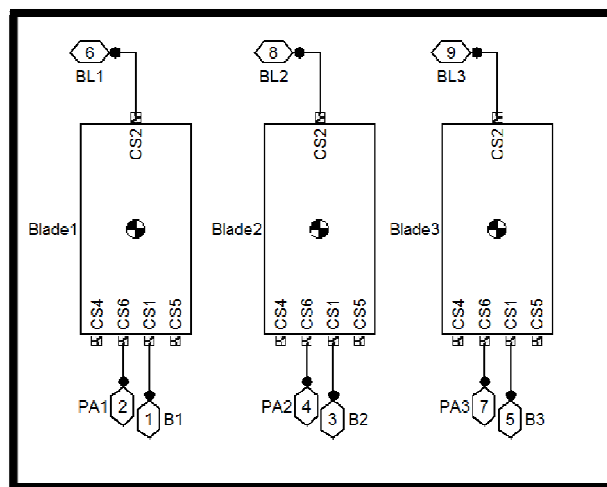 6 8 9
BL1 BL2 BL3
CS2 CS2 CS2
Blade1 Blade2 Blade3
CS4 CS6 CS1 CS5 CS4 CS6 CS1 CS5 CS4 CS6 CS1 CS5
PA1 2 1 B1 PA2 4 3 B2 PA3 7 5 B3